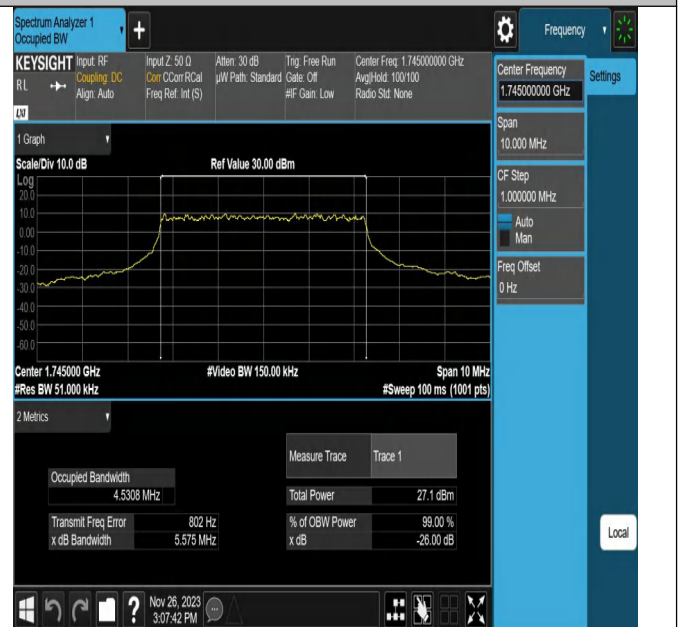 Spectrum Analyzer 1
Occupied BW
+
Frequency
KEYSIGHT
RL
LXI
Input: RF
Coupling: DC
Align: Auto
Input Z: 50 Ω
Corr CCorr RCal
Freq Ref: Int (S)
Atten: 30 dB
µW Path: Standard
Trig: Free Run
Gate: Off
#IF Gain: Low
Center Freq: 1.745000000 GHz
Avg|Hold: 100/100
Radio Std: None
Center Frequency
1.745000000 GHz
Settings
Span
10.000 MHz
CF Step
1.000000 MHz
Auto
Man
Freq Offset
0 Hz
1 Graph
Scale/Div 10.0 dB
Ref Value 30.00 dBm
Log
20.0
10.0
0.00
-10.0
-20.0
-30.0
-40.0
-50.0
-60.0
Center 1.745000 GHz
#Video BW 150.00 kHz
Span 10 MHz
#Res BW 51.000 kHz
#Sweep 100 ms (1001 pts)
2 Metrics
Measure Trace
Trace 1
Occupied Bandwidth
4.5308 MHz
Total Power
27.1 dBm
Transmit Freq Error
802 Hz
% of OBW Power
99.00 %
x dB Bandwidth
5.575 MHz
x dB
-26.00 dB
Local
?
Nov 26, 2023
3:07:42 PM